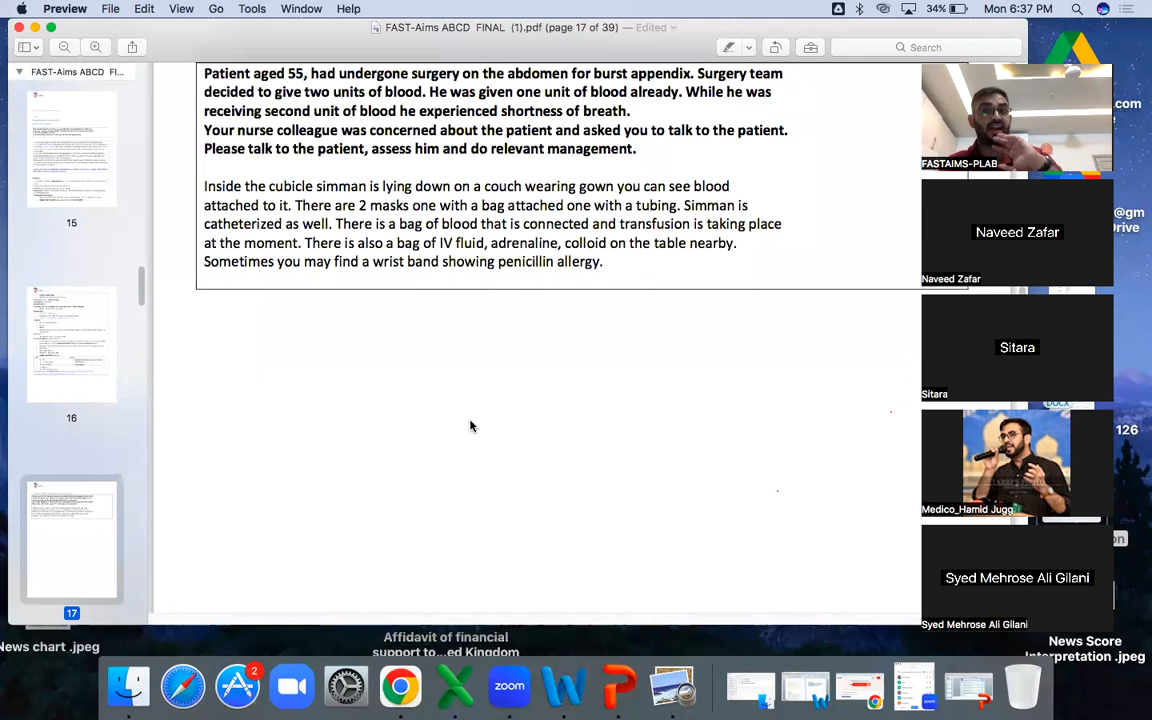 Preview File Edit View Go Tools Window Help
34% Mon 6:37 PM
FAST-Aims ABCD FINAL (1).pdf (page 17 of 39) — Edited
Search
FAST-Aims ABCD FI...
15
16
17
Patient aged 55, had undergone surgery on the abdomen for burst appendix. Surgery team
decided to give two units of blood. He was given one unit of blood already. While he was
receiving second unit of blood he experienced shortness of breath.
Your nurse colleague was concerned about the patient and asked you to talk to the patient.
Please talk to the patient, assess him and do relevant management.
Inside the cubicle simman is lying down on a couch wearing gown you can see blood
attached to it. There are 2 masks one with a bag attached one with a tubing. Simman is
catheterized as well. There is a bag of blood that is connected and transfusion is taking place
at the moment. There is also a bag of IV fluid, adrenaline, colloid on the table nearby.
Sometimes you may find a wrist band showing penicillin allergy.
FASTAIMS-PLAB
Naveed Zafar
Naveed Zafar
Sitara
Sitara
Medico_Hamid Jugg
Syed Mehrose Ali Gilani
Syed Mehrose Ali Gilani
.com
@gm
Drive
DOCX
126
on
News chart .jpeg
Affidavit of financial
support to...ed Kingdom
News Score
Interpretation .jpeg
2
zoom